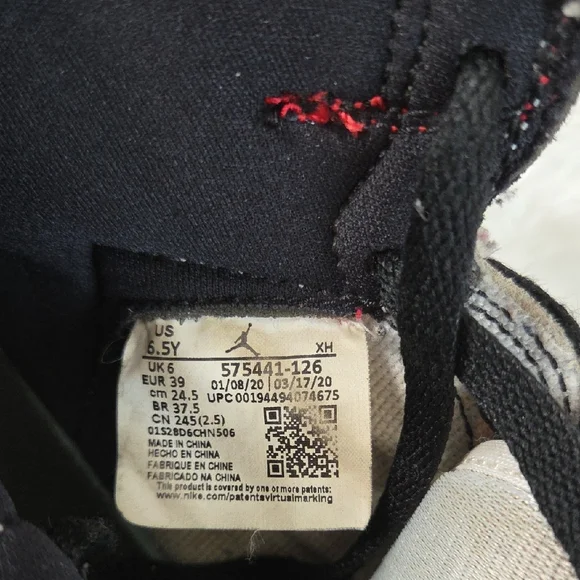 US
6.5Y XH
UK 6 575441-126
EUR 39 01/08/20 03/17/20
cm 24.5 UPC 00194494074675
BR 37.5
CN 245(2.5)
01S28D6CHN506
MADE IN CHINA
HECHO EN CHINA
FABRIQUE EN CHINE
FABRICADO NA CHINA
This product is covered by one or more patents:
www.nike.com/patentsvirtualmarking